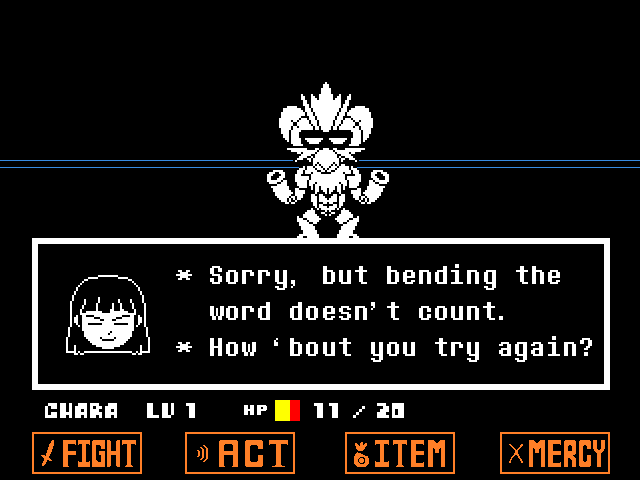 * Sorry, but bending the
word doesn't count.
* How 'bout you try again?
CHARA LV 1 HP 11 / 20
FIGHT ACT ITEM MERCY